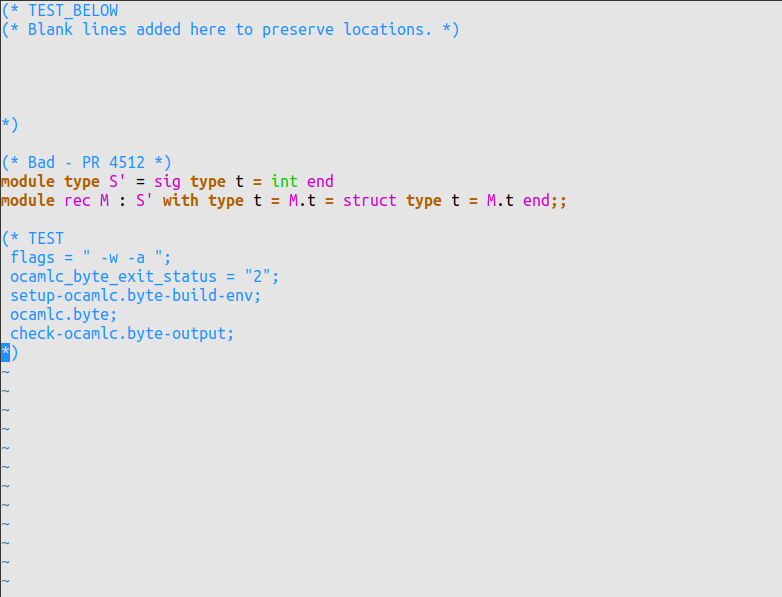 (* TEST_BELOW
(* Blank lines added here to preserve locations. *)
*)
(* Bad - PR 4512 *)
module type S' = sig type t = int end
module rec M : S' with type t = M.t = struct type t = M.t end;;
(* TEST
 flags = " -w -a ";
 ocamlc_byte_exit_status = "2";
 setup-ocamlc.byte-build-env;
 ocamlc.byte;
 check-ocamlc.byte-output;
*)
~
~
~
~
~
~
~
~
~
~
~
~